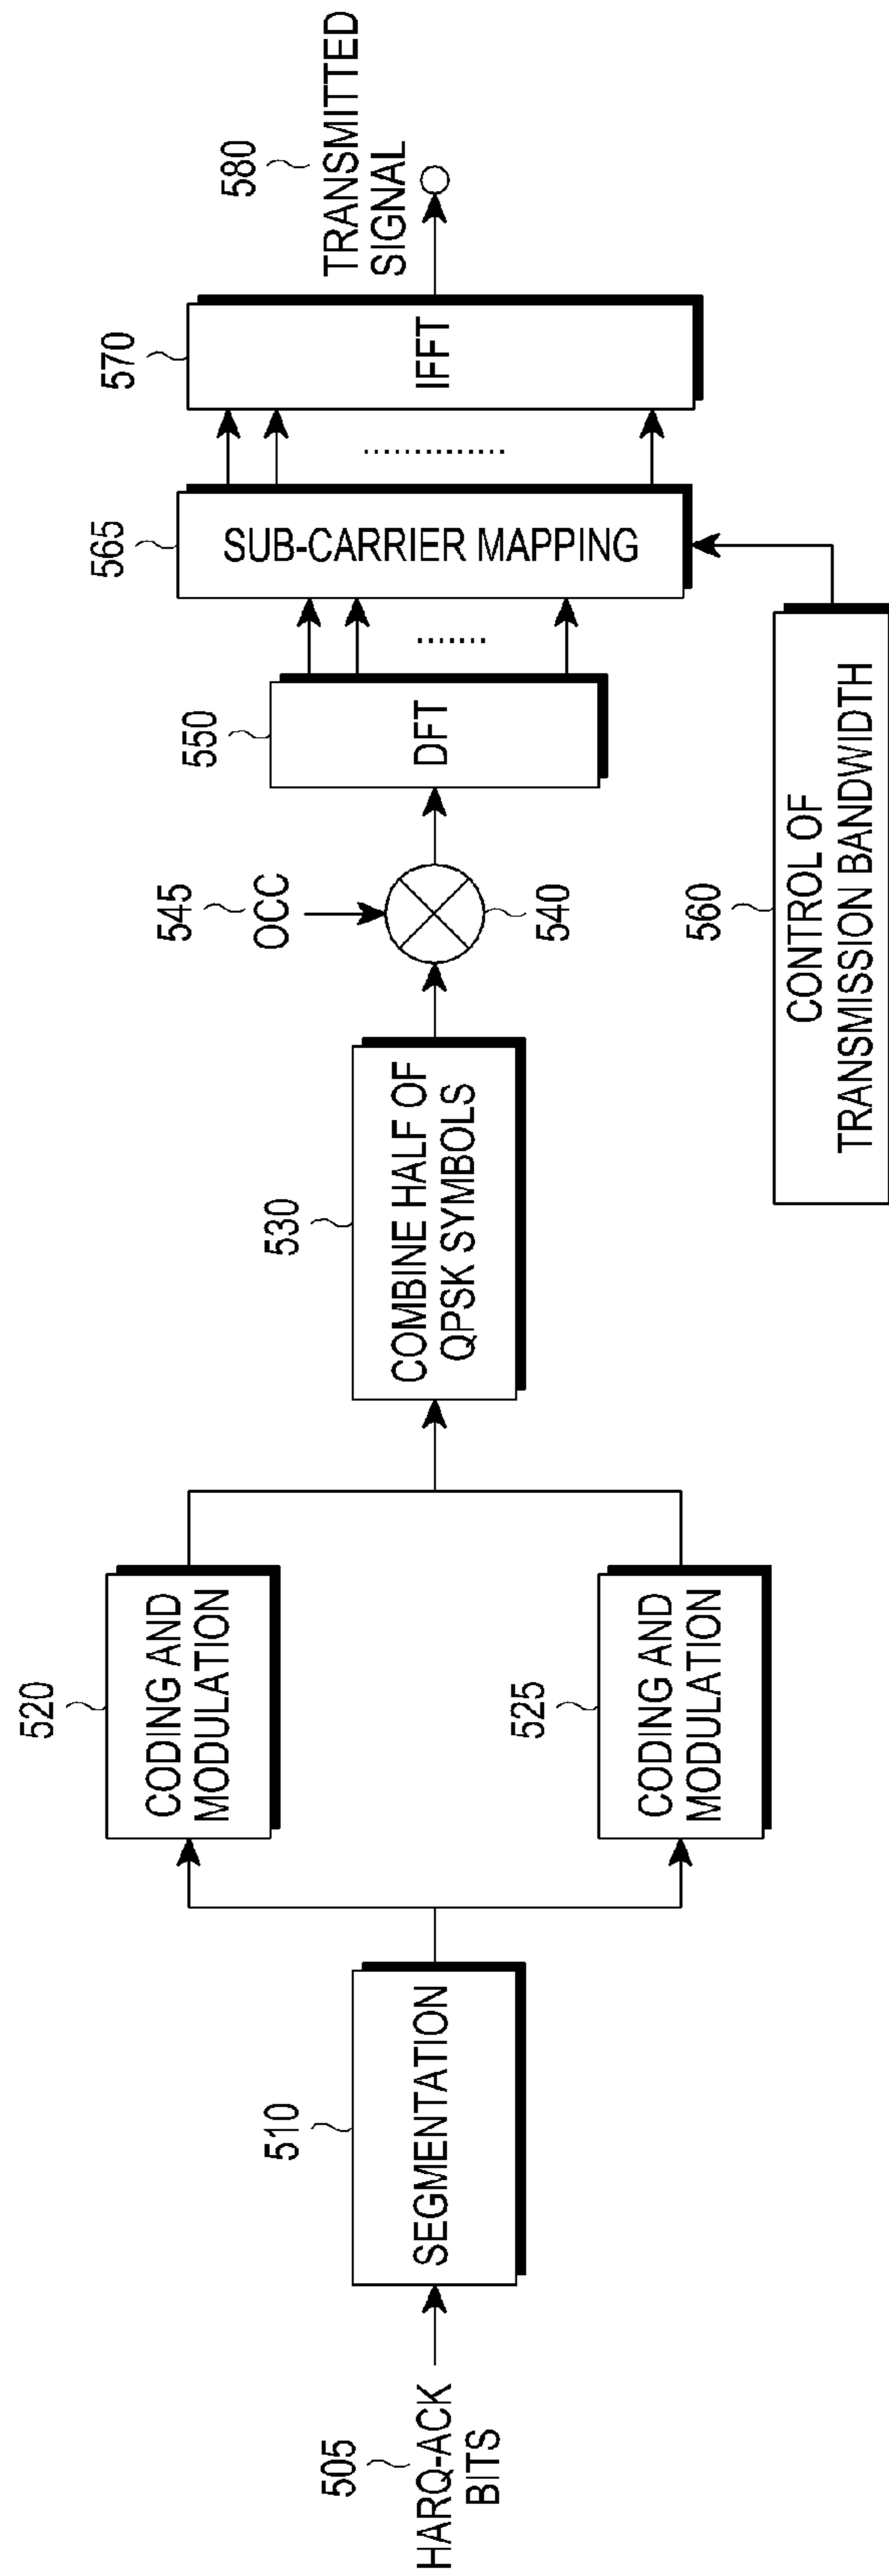 505
HARQ-ACK
BITS
510
SEGMENTATION
520
CODING AND
MODULATION
525
CODING AND
MODULATION
530
COMBINE HALF OF
QPSK SYMBOLS
545
OCC
540
550
DFT
560
CONTROL OF
TRANSMISSION BANDWIDTH
565
SUB-CARRIER MAPPING
570
IFFT
580
TRANSMITTED
SIGNAL